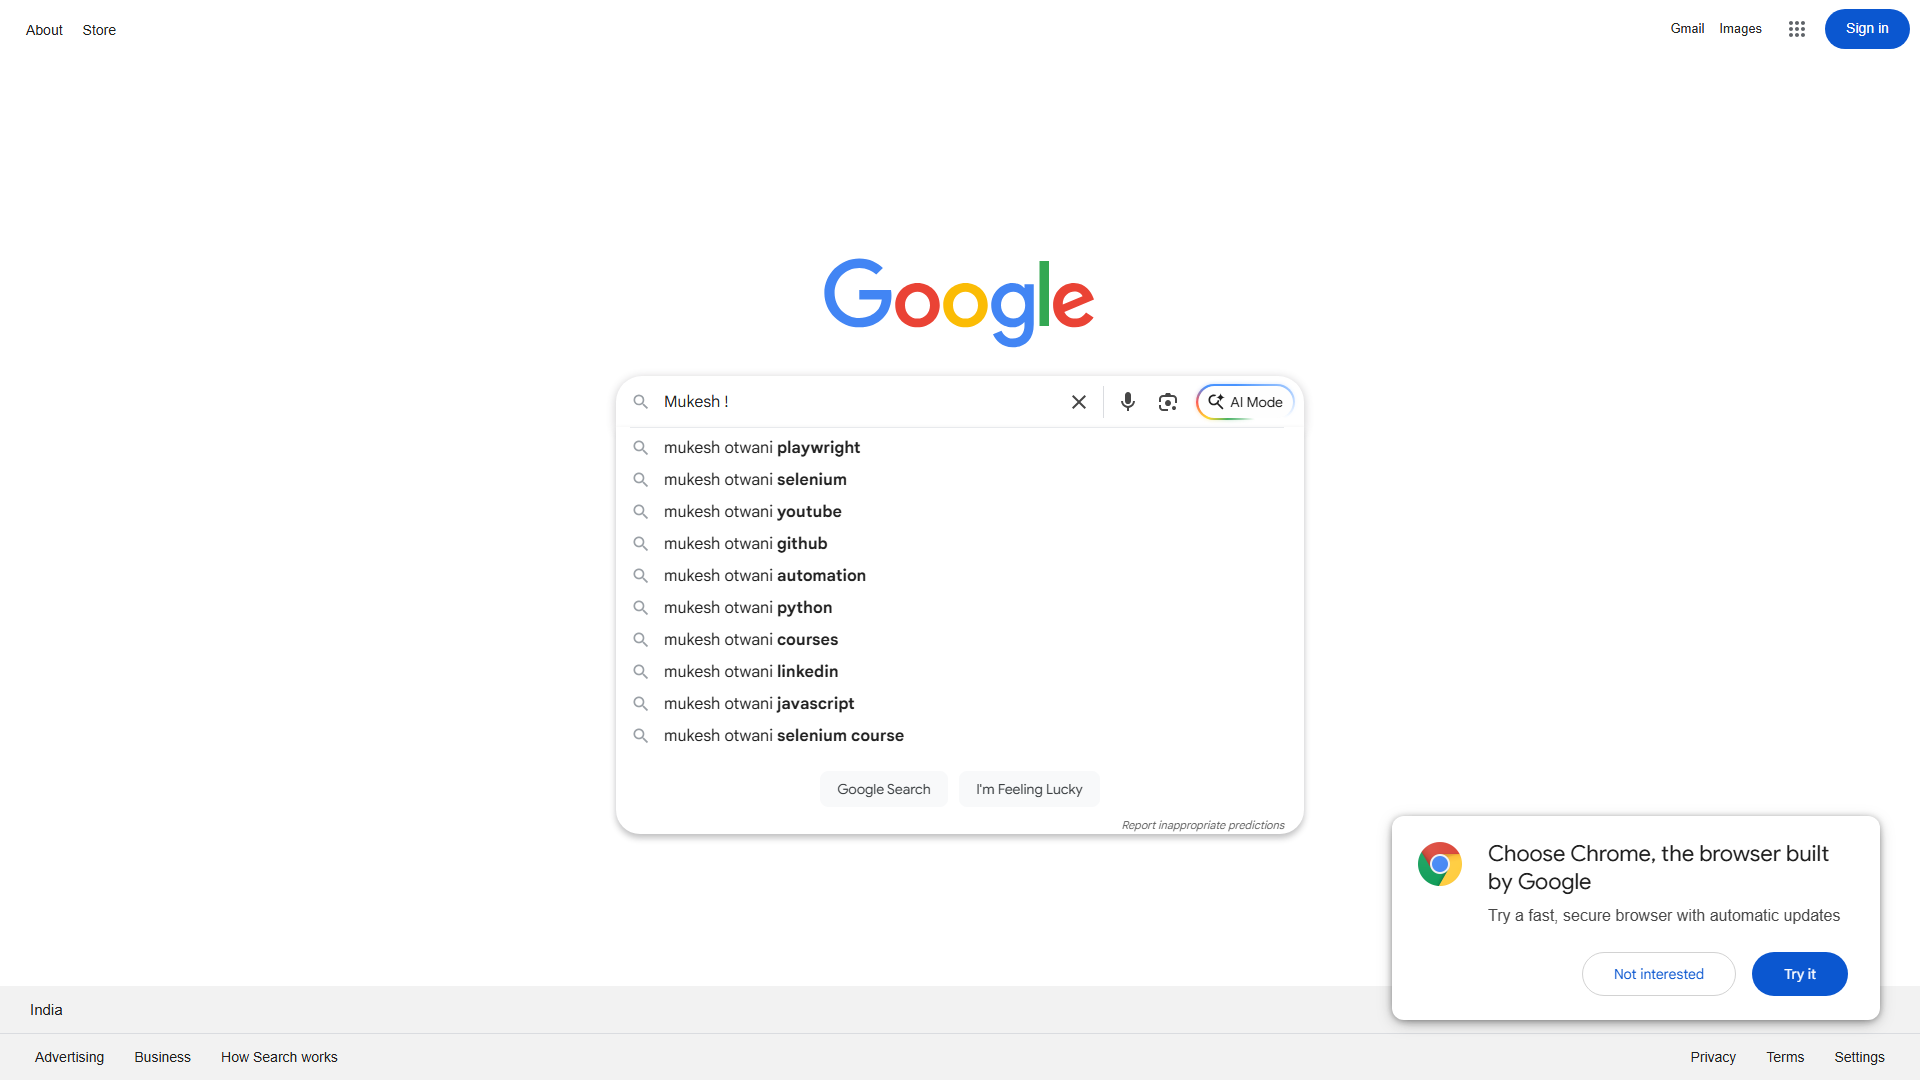 About Store
Gmail Images Sign in
Google
Mukesh !
AI Mode
mukesh otwani playwright
mukesh otwani selenium
mukesh otwani youtube
mukesh otwani github
mukesh otwani automation
mukesh otwani python
mukesh otwani courses
mukesh otwani linkedin
mukesh otwani javascript
mukesh otwani selenium course
Google Search I'm Feeling Lucky
Report inappropriate predictions
Choose Chrome, the browser built
by Google
Try a fast, secure browser with automatic updates
Not interested Try it
India
Advertising Business How Search works
Privacy Terms Settings